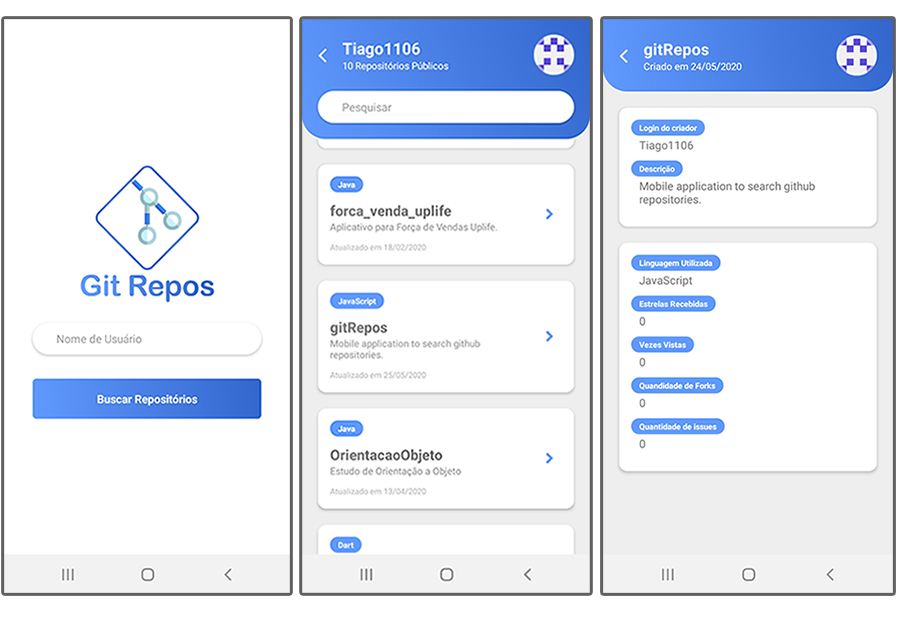 Git Repos
Nome de Usuário
Buscar Repositórios
Tiago1106
10 Repositórios Públicos
Pesquisar
Java
forca_venda_uplife
Aplicativo para Força de Vendas Uplife.
Atualizado em 18/02/2020
JavaScript
gitRepos
Mobile application to search github
repositories.
Atualizado em 25/05/2020
Java
OrientacaoObjeto
Estudo de Orientação a Objeto
Atualizado em 13/04/2020
Dart
gitRepos
Criado em 24/05/2020
Login do criador
Tiago1106
Descrição
Mobile application to search github
repositories.
Linguagem Utilizada
JavaScript
Estrelas Recebidas
0
Vezes Vistas
0
Quandidade de Forks
0
Quantidade de issues
0